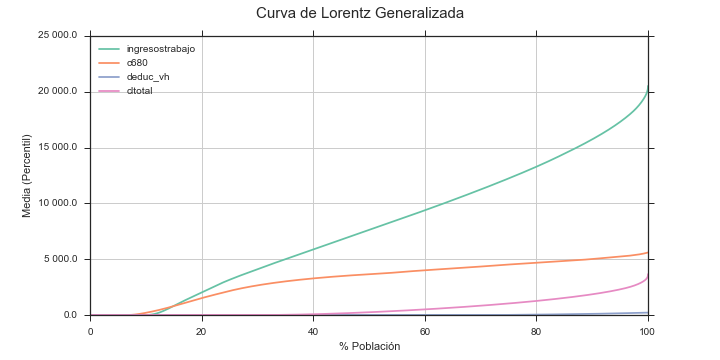 Curva de Lorentz Generalizada
25 000.0
ingresostrabajo
c680
deduc_vh
cltotal
20 000.0
15 000.0
Media (Percentil)
10 000.0
5 000.0
0.0
0 20 40 60 80 100
% Población